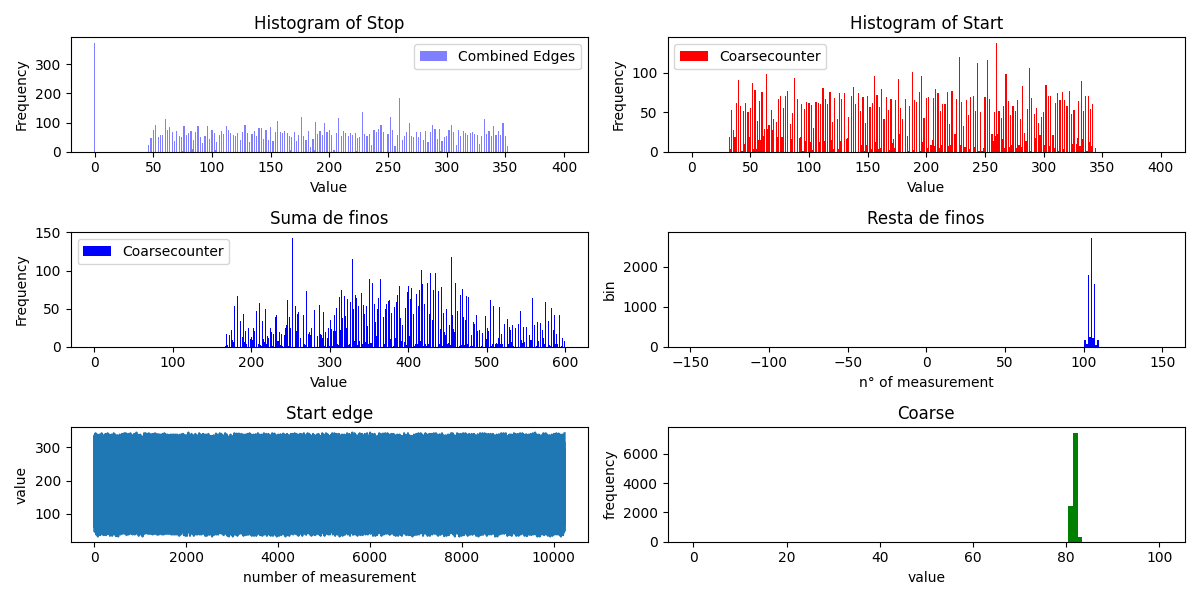 Histogram of Stop
Frequency
300
200
100
0
Combined Edges
0 50 100 150 200 250 300 350 400
Value
Histogram of Start
Frequency
100
50
0
Coarsecounter
0 50 100 150 200 250 300 350 400
Value
Suma de finos
Frequency
150
100
50
0
Coarsecounter
0 100 200 300 400 500 600
Value
Resta de finos
bin
2000
1000
0
−150 −100 −50 0 50 100 150
n° of measurement
Start edge
value
300
200
100
0 2000 4000 6000 8000 10000
number of measurement
Coarse
frequency
6000
4000
2000
0
0 20 40 60 80 100
value